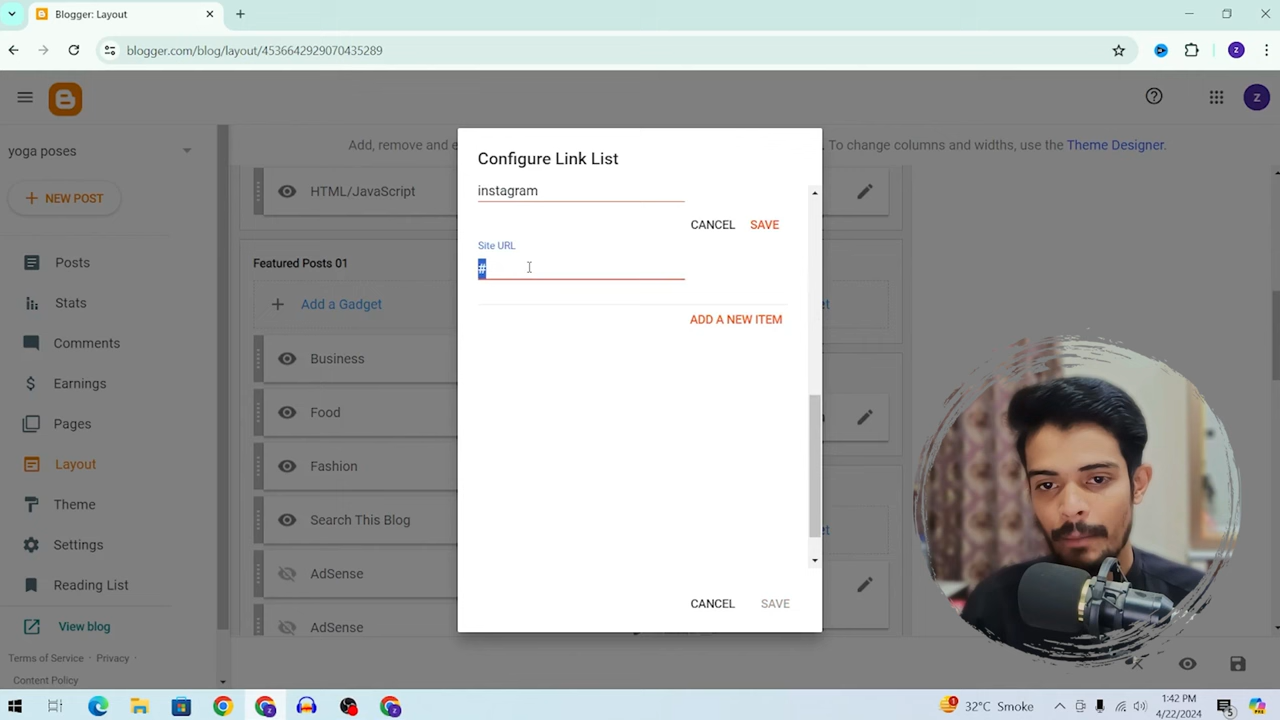 Blogger: Layout
blogger.com/blog/layout/4536642929070435289
z
z
yoga poses
NEW POST
Posts
Stats
Comments
Earnings
Pages
Layout
Theme
Settings
Reading List
View blog
Terms of Service · Privacy ·
Content Policy
Add, remove and e
. To change columns and widths, use the Theme Designer.
HTML/JavaScript
Featured Posts 01
Add a Gadget
Business
Food
Fashion
Search This Blog
AdSense
AdSense
Configure Link List
instagram
CANCEL SAVE
Site URL
#
ADD A NEW ITEM
CANCEL SAVE
32°C Smoke
1:42 PM
4/22/2024
5